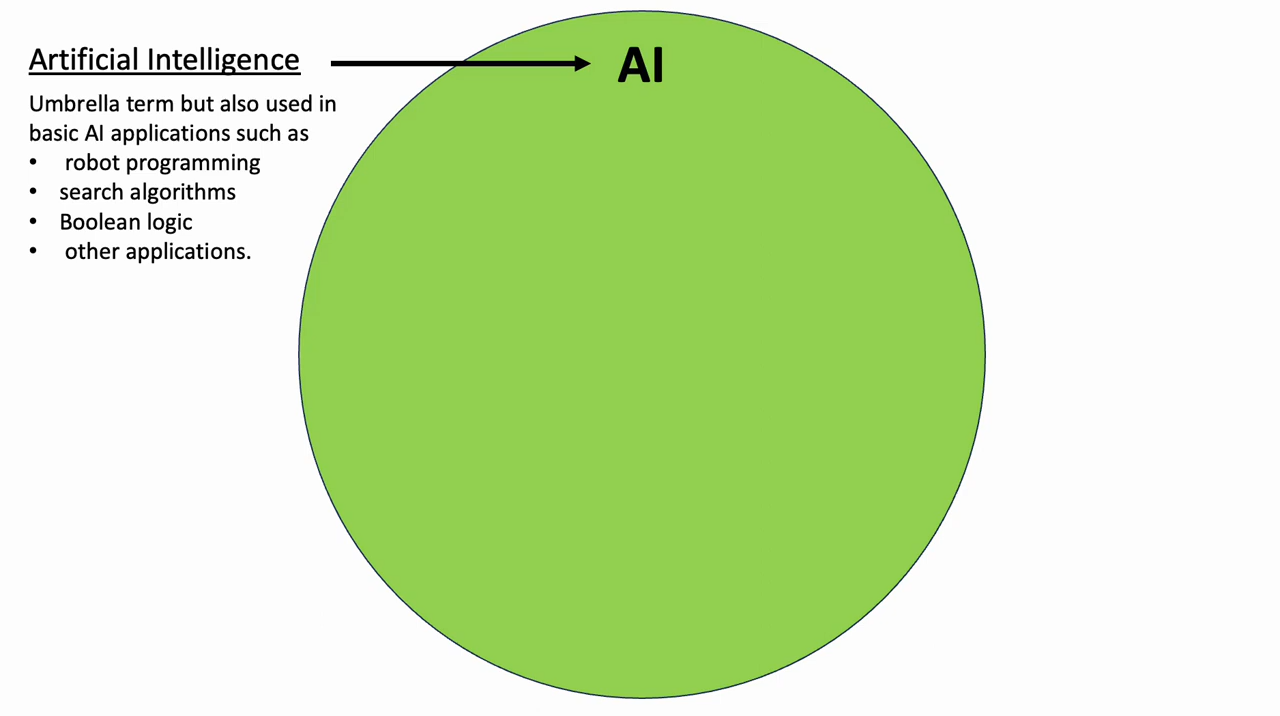 Artificial Intelligence
AI
Umbrella term but also used in
basic AI applications such as
• robot programming
• search algorithms
• Boolean logic
• other applications.